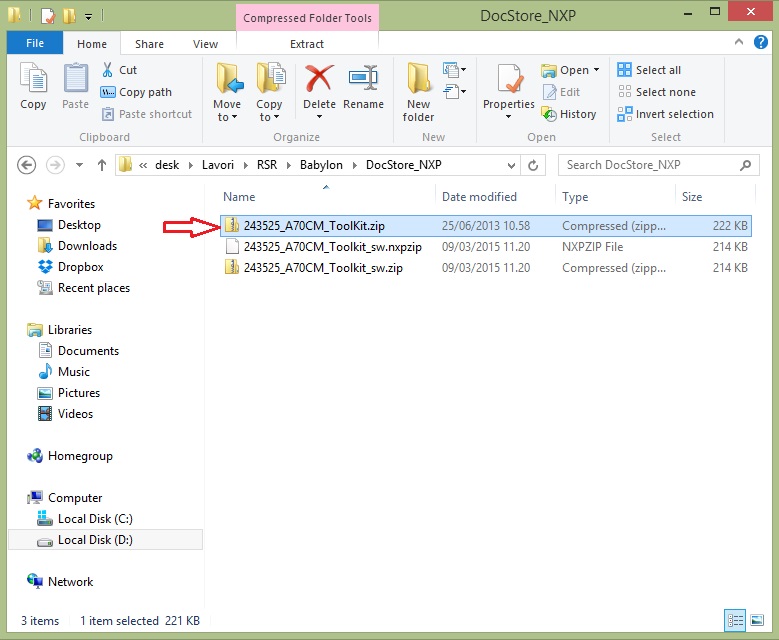 Compressed Folder Tools
DocStore_NXP
File Home Share View Extract
Copy
Paste
Cut
Copy path
Paste shortcut
Clipboard
Move to
Copy to
Delete
Rename
Organize
New folder
New
Properties
Open
Edit
History
Open
Select all
Select none
Invert selection
Select
« desk Lavori RSR Babylon DocStore_NXP
Search DocStore_NXP
Name Date modified Type Size
243525_A70CM_ToolKit.zip 25/06/2013 10.58 Compressed (zipp... 222 KB
243525_A70CM_Toolkit_sw.nxpzip 09/03/2015 11.20 NXPZIP File 214 KB
243525_A70CM_Toolkit_sw.zip 09/03/2015 11.20 Compressed (zipp... 214 KB
Favorites
Desktop
Downloads
Dropbox
Recent places
Libraries
Documents
Music
Pictures
Videos
Homegroup
Computer
Local Disk (C:)
Local Disk (D:)
Network
3 items 1 item selected 221 KB